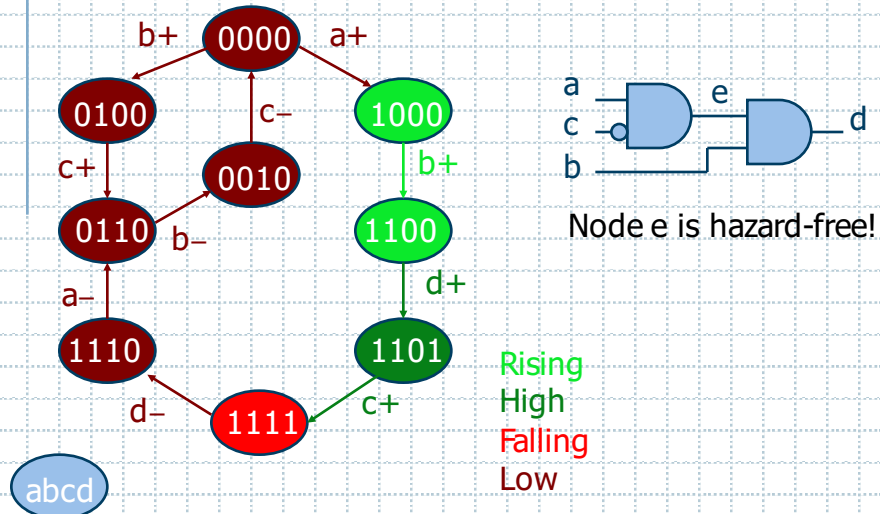 b+
0000
a+
0100
1000
c−
c+
b+
0010
0110
b−
1100
a−
d+
1110
1101
d−
1111
c+
abcd
a
e
c
d
b
Node e is hazard-free!
Rising
High
Falling
Low